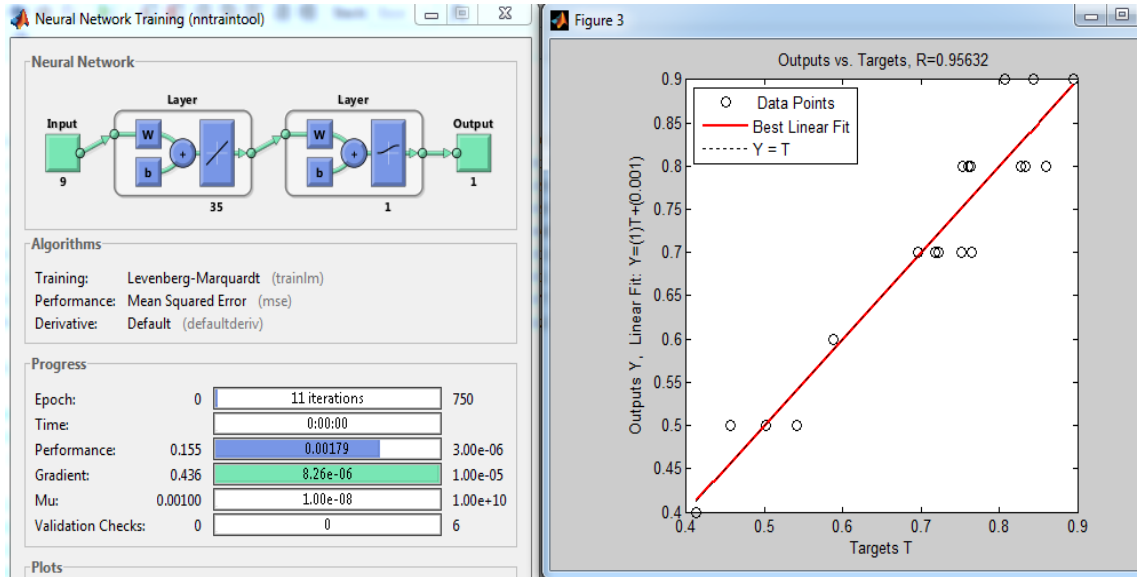 Neural Network Training (nntraintool)
Neural Network
Layer
Layer
Input
W
b
+
W
b
+
Output
9
35
1
1
Algorithms
Training: Levenberg-Marquardt (trainlm)
Performance: Mean Squared Error (mse)
Derivative: Default (defaultderiv)
Progress
Epoch: 0 11 iterations 750
Time: 0:00:00
Performance: 0.155 0.00179 3.00e-06
Gradient: 0.436 8.26e-06 1.00e-05
Mu: 0.00100 1.00e-08 1.00e+10
Validation Checks: 0 0 6
Plots
Figure 3
Outputs vs. Targets, R=0.95632
Data Points
Best Linear Fit
Y = T
Outputs Y, Linear Fit: Y=(1)T+(0.001)
0.9
0.85
0.8
0.75
0.7
0.65
0.6
0.55
0.5
0.45
0.4
0.4 0.5 0.6 0.7 0.8 0.9
Targets T